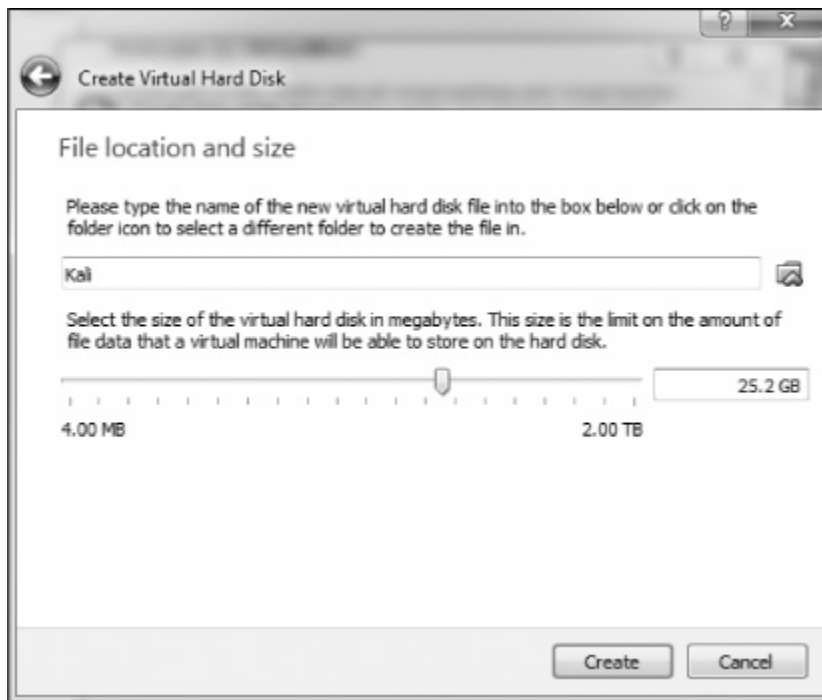 ?
Create Virtual Hard Disk
File location and size
Please type the name of the new virtual hard disk file into the box below or click on the
folder icon to select a different folder to create the file in.
Kali
Select the size of the virtual hard disk in megabytes. This size is the limit on the amount of
file data that a virtual machine will be able to store on the hard disk.
25.2 GB
4.00 MB 2.00 TB
Create Cancel